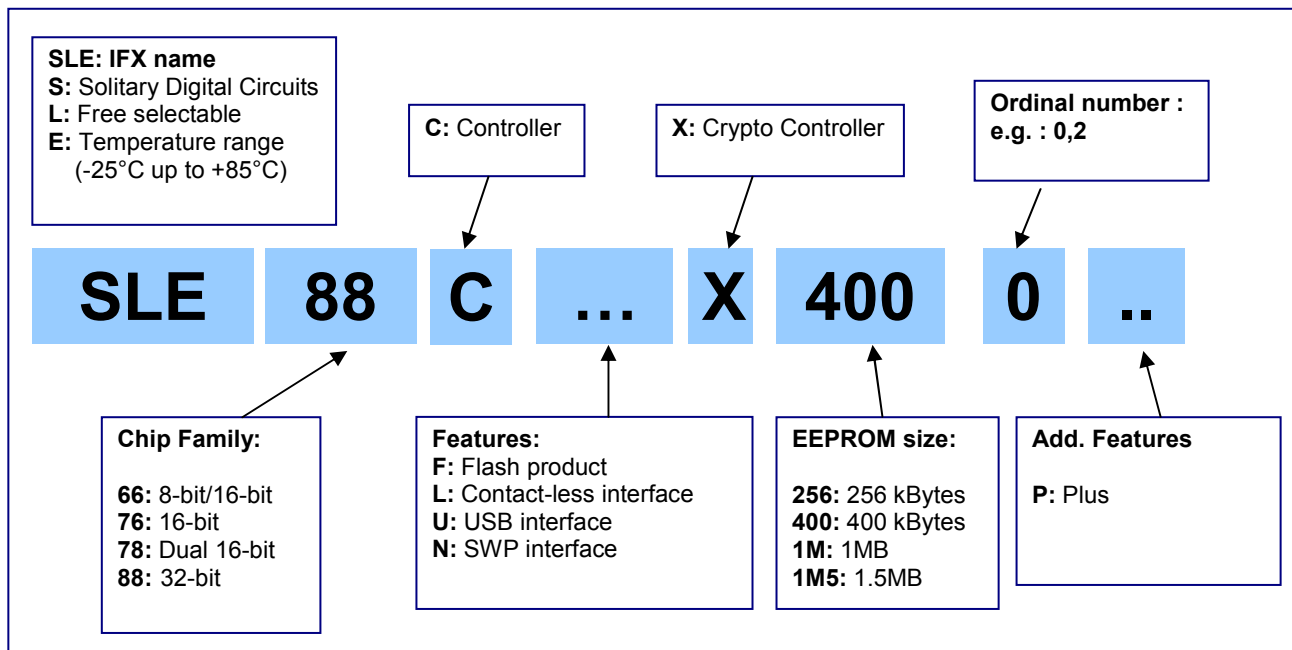 SLE: IFX name
S: Solitary Digital Circuits
L: Free selectable
E: Temperature range
(-25°C up to +85°C)
C: Controller
X: Crypto Controller
Ordinal number :
e.g. : 0,2
SLE 88 C ... X 400 0 ..
Chip Family:
66: 8-bit/16-bit
76: 16-bit
78: Dual 16-bit
88: 32-bit
Features:
F: Flash product
L: Contact-less interface
U: USB interface
N: SWP interface
EEPROM size:
256: 256 kBytes
400: 400 kBytes
1M: 1MB
1M5: 1.5MB
Add. Features
P: Plus